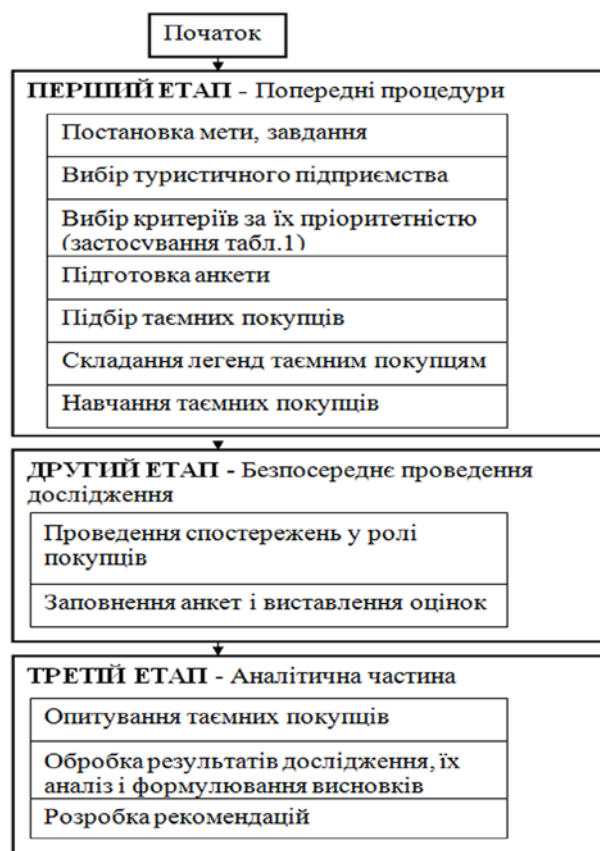 Початок
ПЕРШИЙ ЕТАП - Попередні процедури
Постановка мети, завдання
Вибір туристичного підприємства
Вибір критеріїв за їх пріоритетністю
(застосування табл.1)
Підготовка анкети
Підбір таємних покупців
Складання легенд таємним покупцям
Навчання таємних покупців
ДРУГИЙ ЕТАП - Безпосереднє проведення
дослідження
Проведення спостережень у ролі
покупців
Заповнення анкет і виставлення оцінок
ТРЕТІЙ ЕТАП - Аналітична частина
Опитування таємних покупців
Обробка результатів дослідження, їх
аналіз і формулювання висновків
Розробка рекомендацій